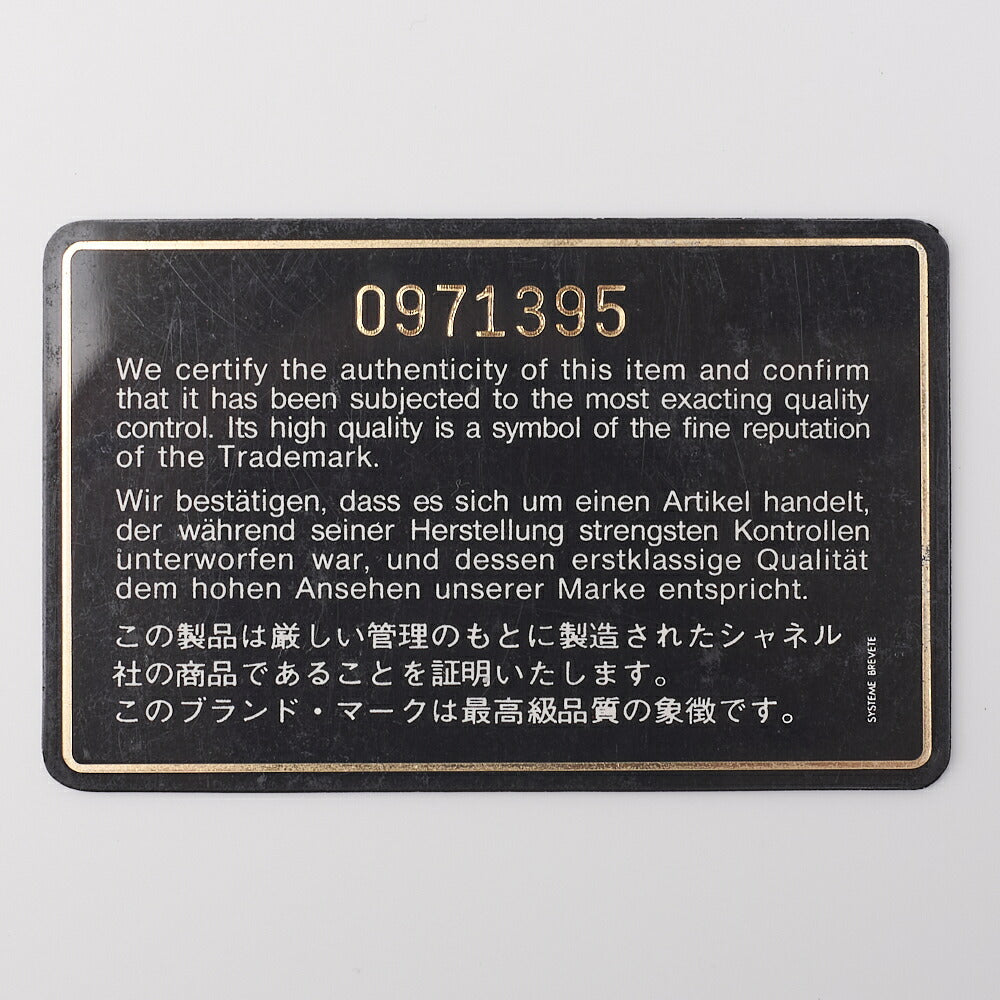 0971395
We certify the authenticity of this item and confirm
that it has been subjected to the most exacting quality
control. Its high quality is a symbol of the fine reputation
of the Trademark.
Wir bestätigen, dass es sich um einen Artikel handelt,
der während seiner Herstellung strengsten Kontrollen
unterworfen war, und dessen erstklassige Qualität
dem hohen Ansehen unserer Marke entspricht.
この製品は厳しい管理のもとに製造されたシャネル
社の商品であることを証明いたします。
このブランド・マークは最高級品質の象徴です。
SYSTEME BREVETE